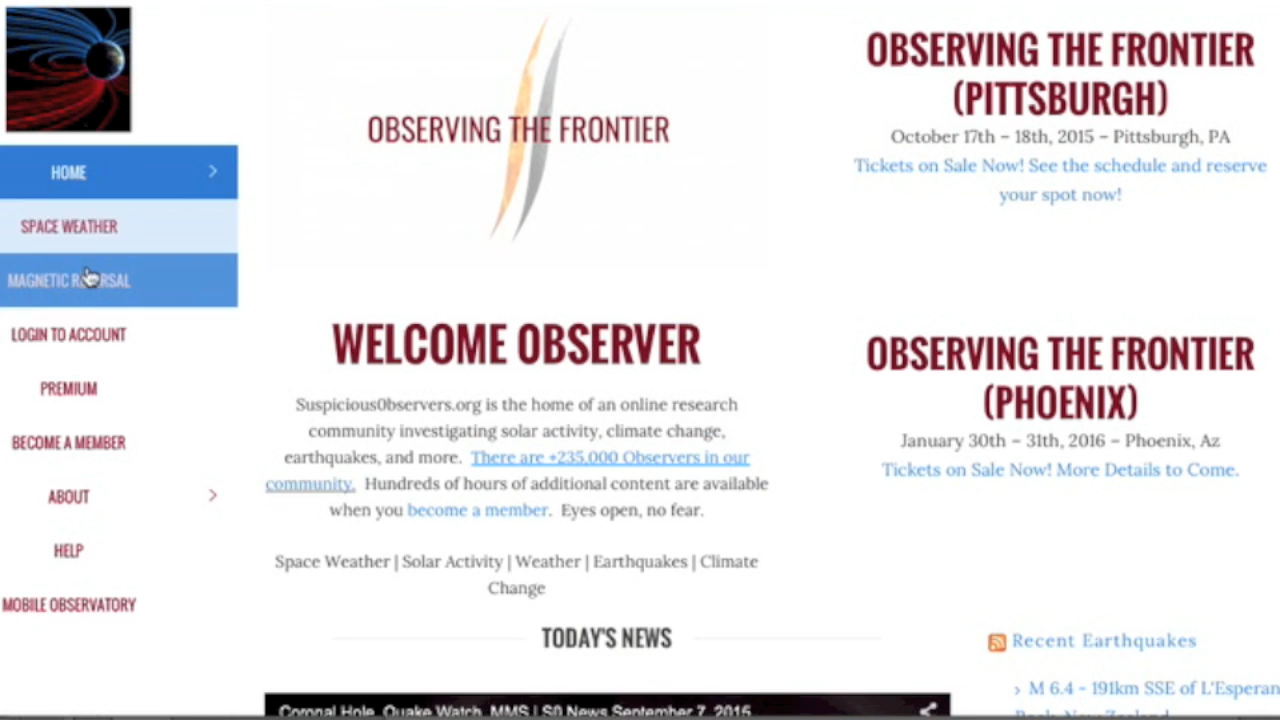 HOME
SPACE WEATHER
MAGNETIC REVERSAL
LOGIN TO ACCOUNT
PREMIUM
BECOME A MEMBER
ABOUT
HELP
MOBILE OBSERVATORY
OBSERVING THE FRONTIER
WELCOME OBSERVER
Suspicious0bservers.org is the home of an online research
community investigating solar activity, climate change,
earthquakes, and more. There are +235,000 Observers in our
community. Hundreds of hours of additional content are available
when you become a member. Eyes open, no fear.
Space Weather | Solar Activity | Weather | Earthquakes | Climate
Change
TODAY'S NEWS
Coronal Hole, Quake Watch, MMS | S0 News September 7, 2015
OBSERVING THE FRONTIER
(PITTSBURGH)
October 17th – 18th, 2015 – Pittsburgh, PA
Tickets on Sale Now! See the schedule and reserve
your spot now!
OBSERVING THE FRONTIER
(PHOENIX)
January 30th – 31th, 2016 – Phoenix, Az
Tickets on Sale Now! More Details to Come.
Recent Earthquakes
M 6.4 - 191km SSE of L'Esperan
Rock, New Zealand